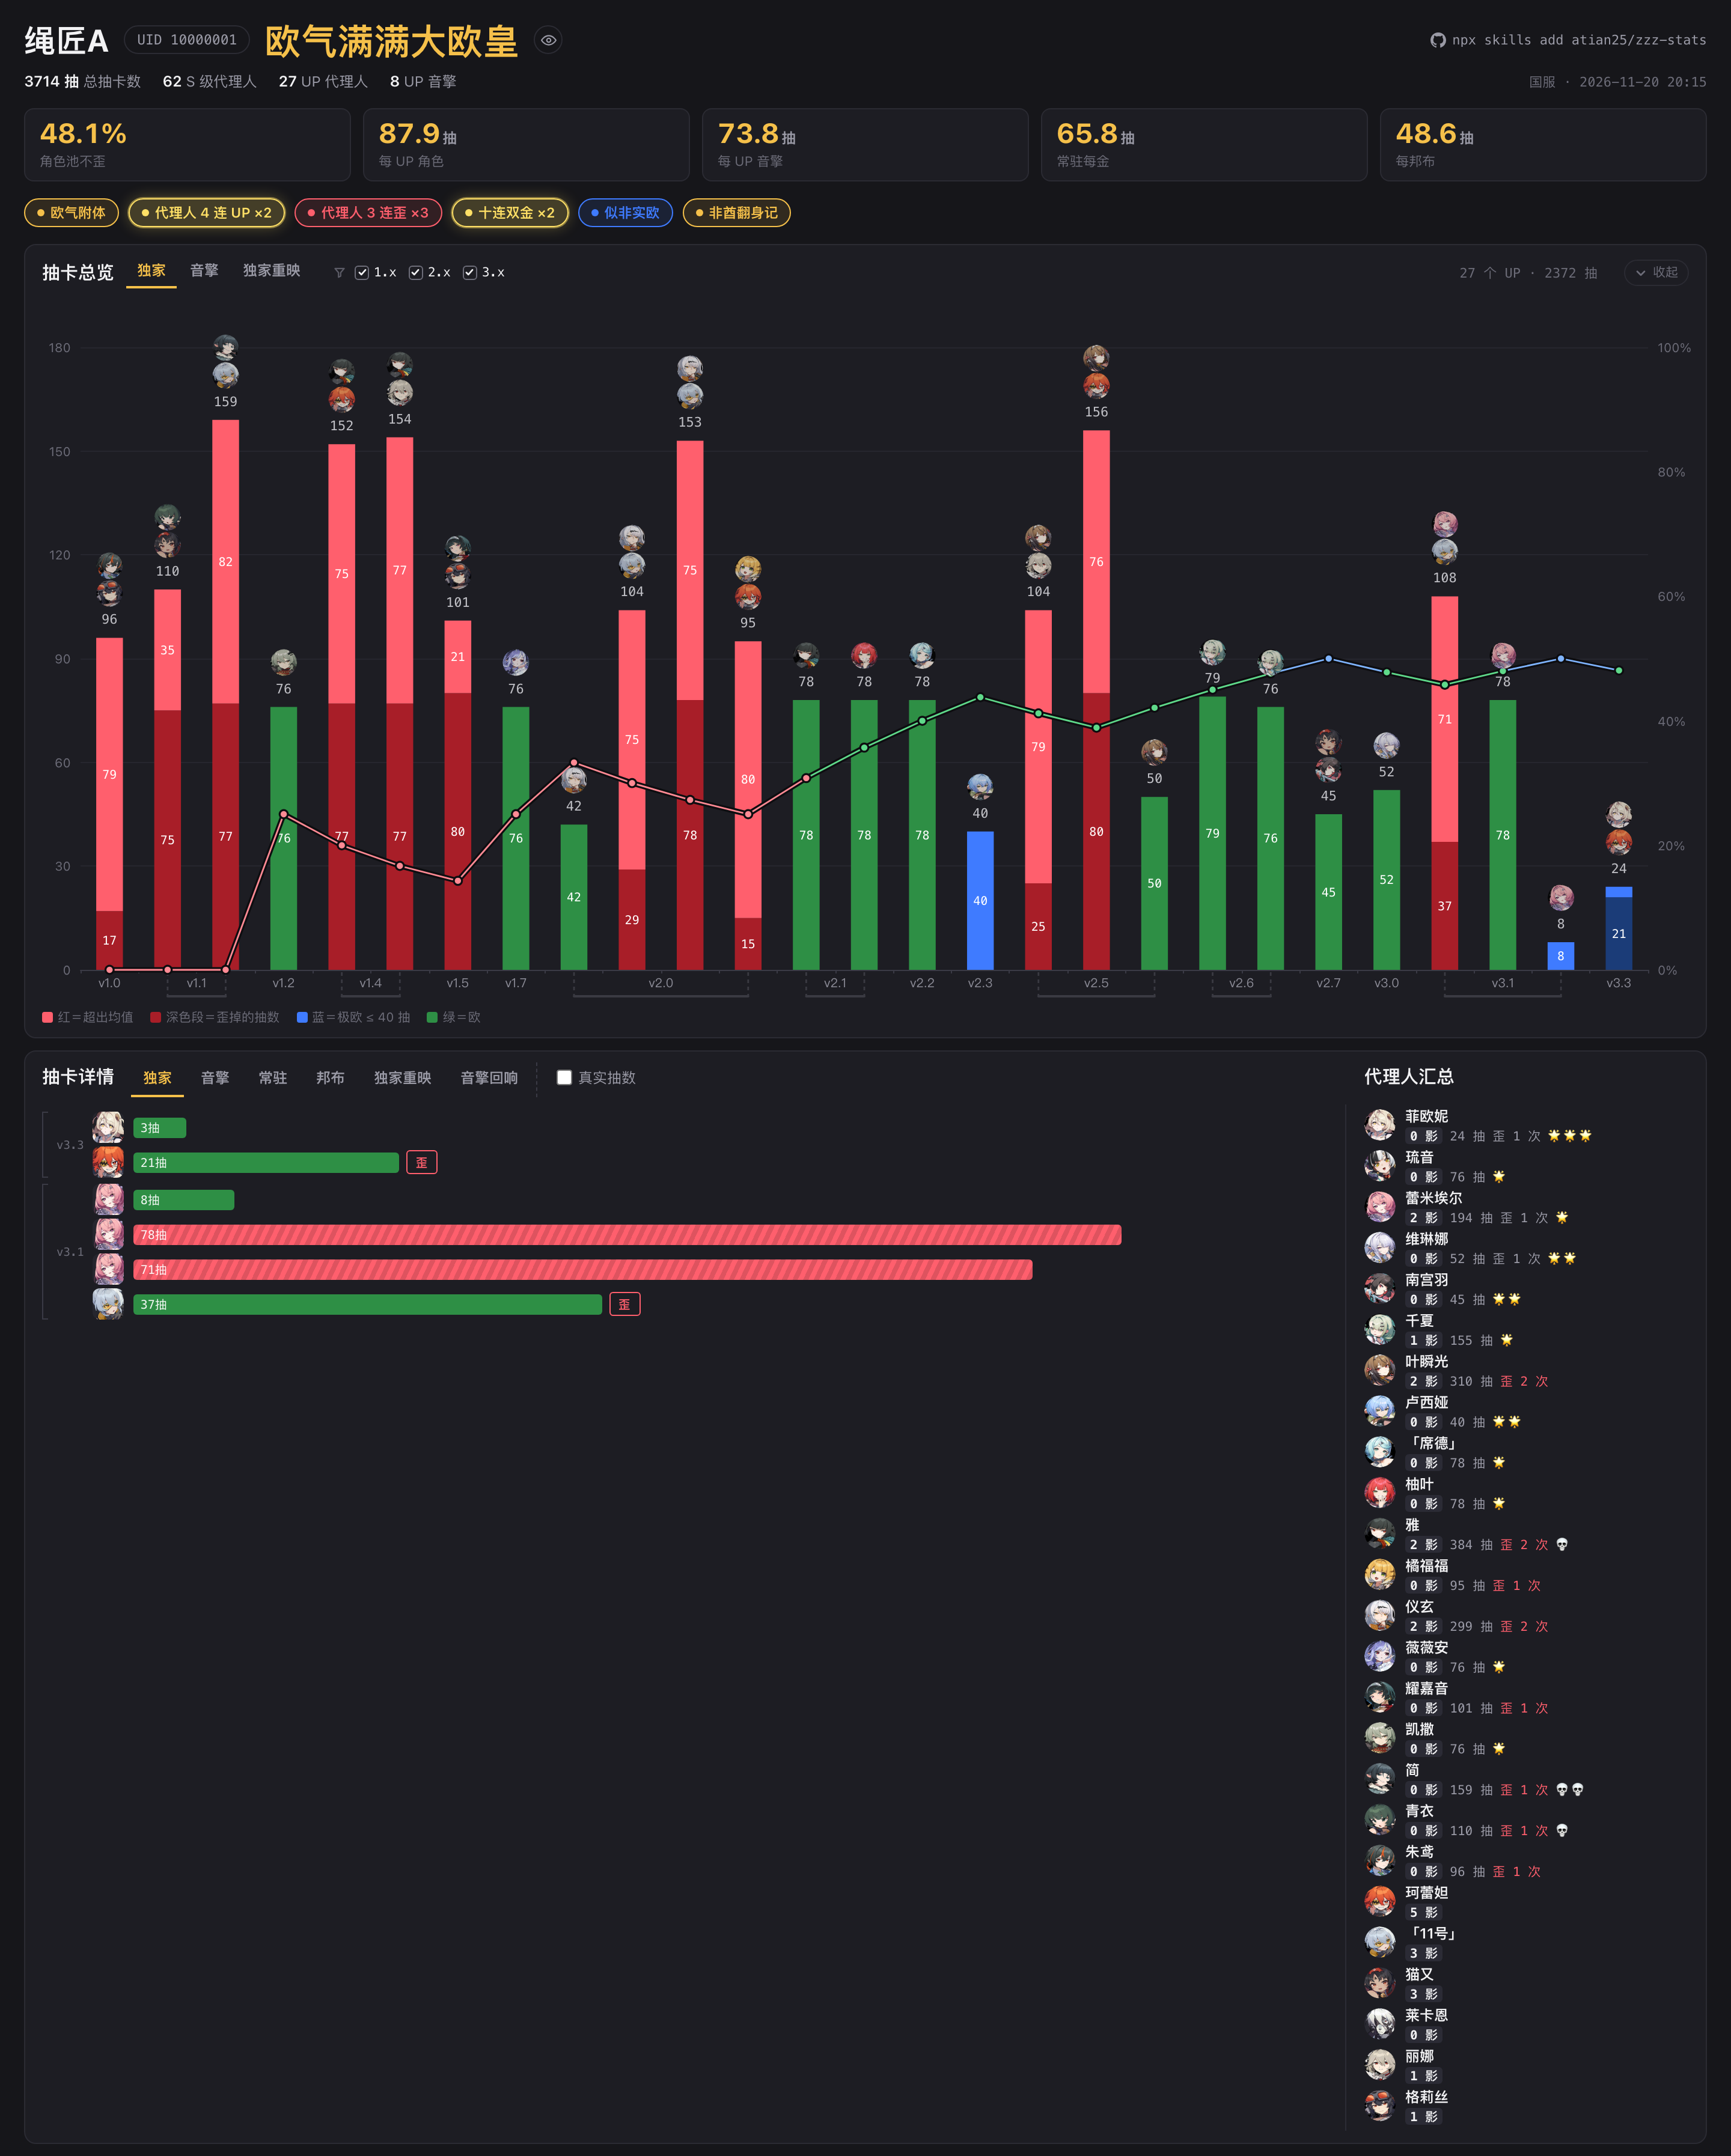 绳匠A UID 10000001 欧气满满大欧皇 npx skills add atian25/zzz-stats
3714 抽 总抽卡数 62 S 级代理人 27 UP 代理人 8 UP 音擎 国服 · 2026-11-20 20:15
48.1% 87.9抽 73.8抽 65.8抽 48.6抽
角色池不歪 每 UP 角色 每 UP 音擎 常驻每金 每邦布
欧气附体 代理人 4 连 UP ×2 代理人 3 连歪 ×3 十连双金 ×2 似非实欧 非酋翻身记
抽卡总览 独家 音擎 独家重映 1.x 2.x 3.x 27 个 UP · 2372 抽 收起
180 150 120 90 60 30 0
100% 80% 60% 40% 20% 0%
96 79 17
110 35 75
159 82 77
76 76
152 75 77
154 77 77
101 21 80
76 76
42 42
104 75 29
153 75 78
95 80 15
78 78
78 78
78 78
40 40
104 79 25
156 76 80
50 50
79 79
76 76
45 45
52 52
108 71 37
78 78
8 8
24 21
v1.0 v1.1 v1.2 v1.4 v1.5 v1.7 v2.0 v2.1 v2.2 v2.3 v2.5 v2.6 v2.7 v3.0 v3.1 v3.3
红=超出均值 深色段=歪掉的抽数 蓝=极欧 ≤ 40 抽 绿=欧
抽卡详情 独家 音擎 常驻 邦布 独家重映 音擎回响 真实抽数
v3.3
3抽
21抽 歪
v3.1
8抽
78抽
71抽
37抽 歪
代理人汇总
菲欧妮
0 影 24 抽 歪 1 次 🌟🌟🌟
琉音
0 影 76 抽 🌟
蕾米埃尔
2 影 194 抽 歪 1 次 🌟
维琳娜
0 影 52 抽 歪 1 次 🌟🌟
南宫羽
0 影 45 抽 🌟🌟
千夏
1 影 155 抽 🌟
叶瞬光
2 影 310 抽 歪 2 次
卢西娅
0 影 40 抽 🌟🌟
「席德」
0 影 78 抽 🌟
柚叶
0 影 78 抽 🌟
雅
2 影 384 抽 歪 2 次 💀
橘福福
0 影 95 抽 歪 1 次
仪玄
2 影 299 抽 歪 2 次
薇薇安
0 影 76 抽 🌟
耀嘉音
0 影 101 抽 歪 1 次
凯撒
0 影 76 抽 🌟
简
0 影 159 抽 歪 1 次 💀💀
青衣
0 影 110 抽 歪 1 次 💀
朱鸢
0 影 96 抽 歪 1 次
珂蕾妲
5 影
「11号」
3 影
猫又
3 影
莱卡恩
0 影
丽娜
1 影
格莉丝
1 影